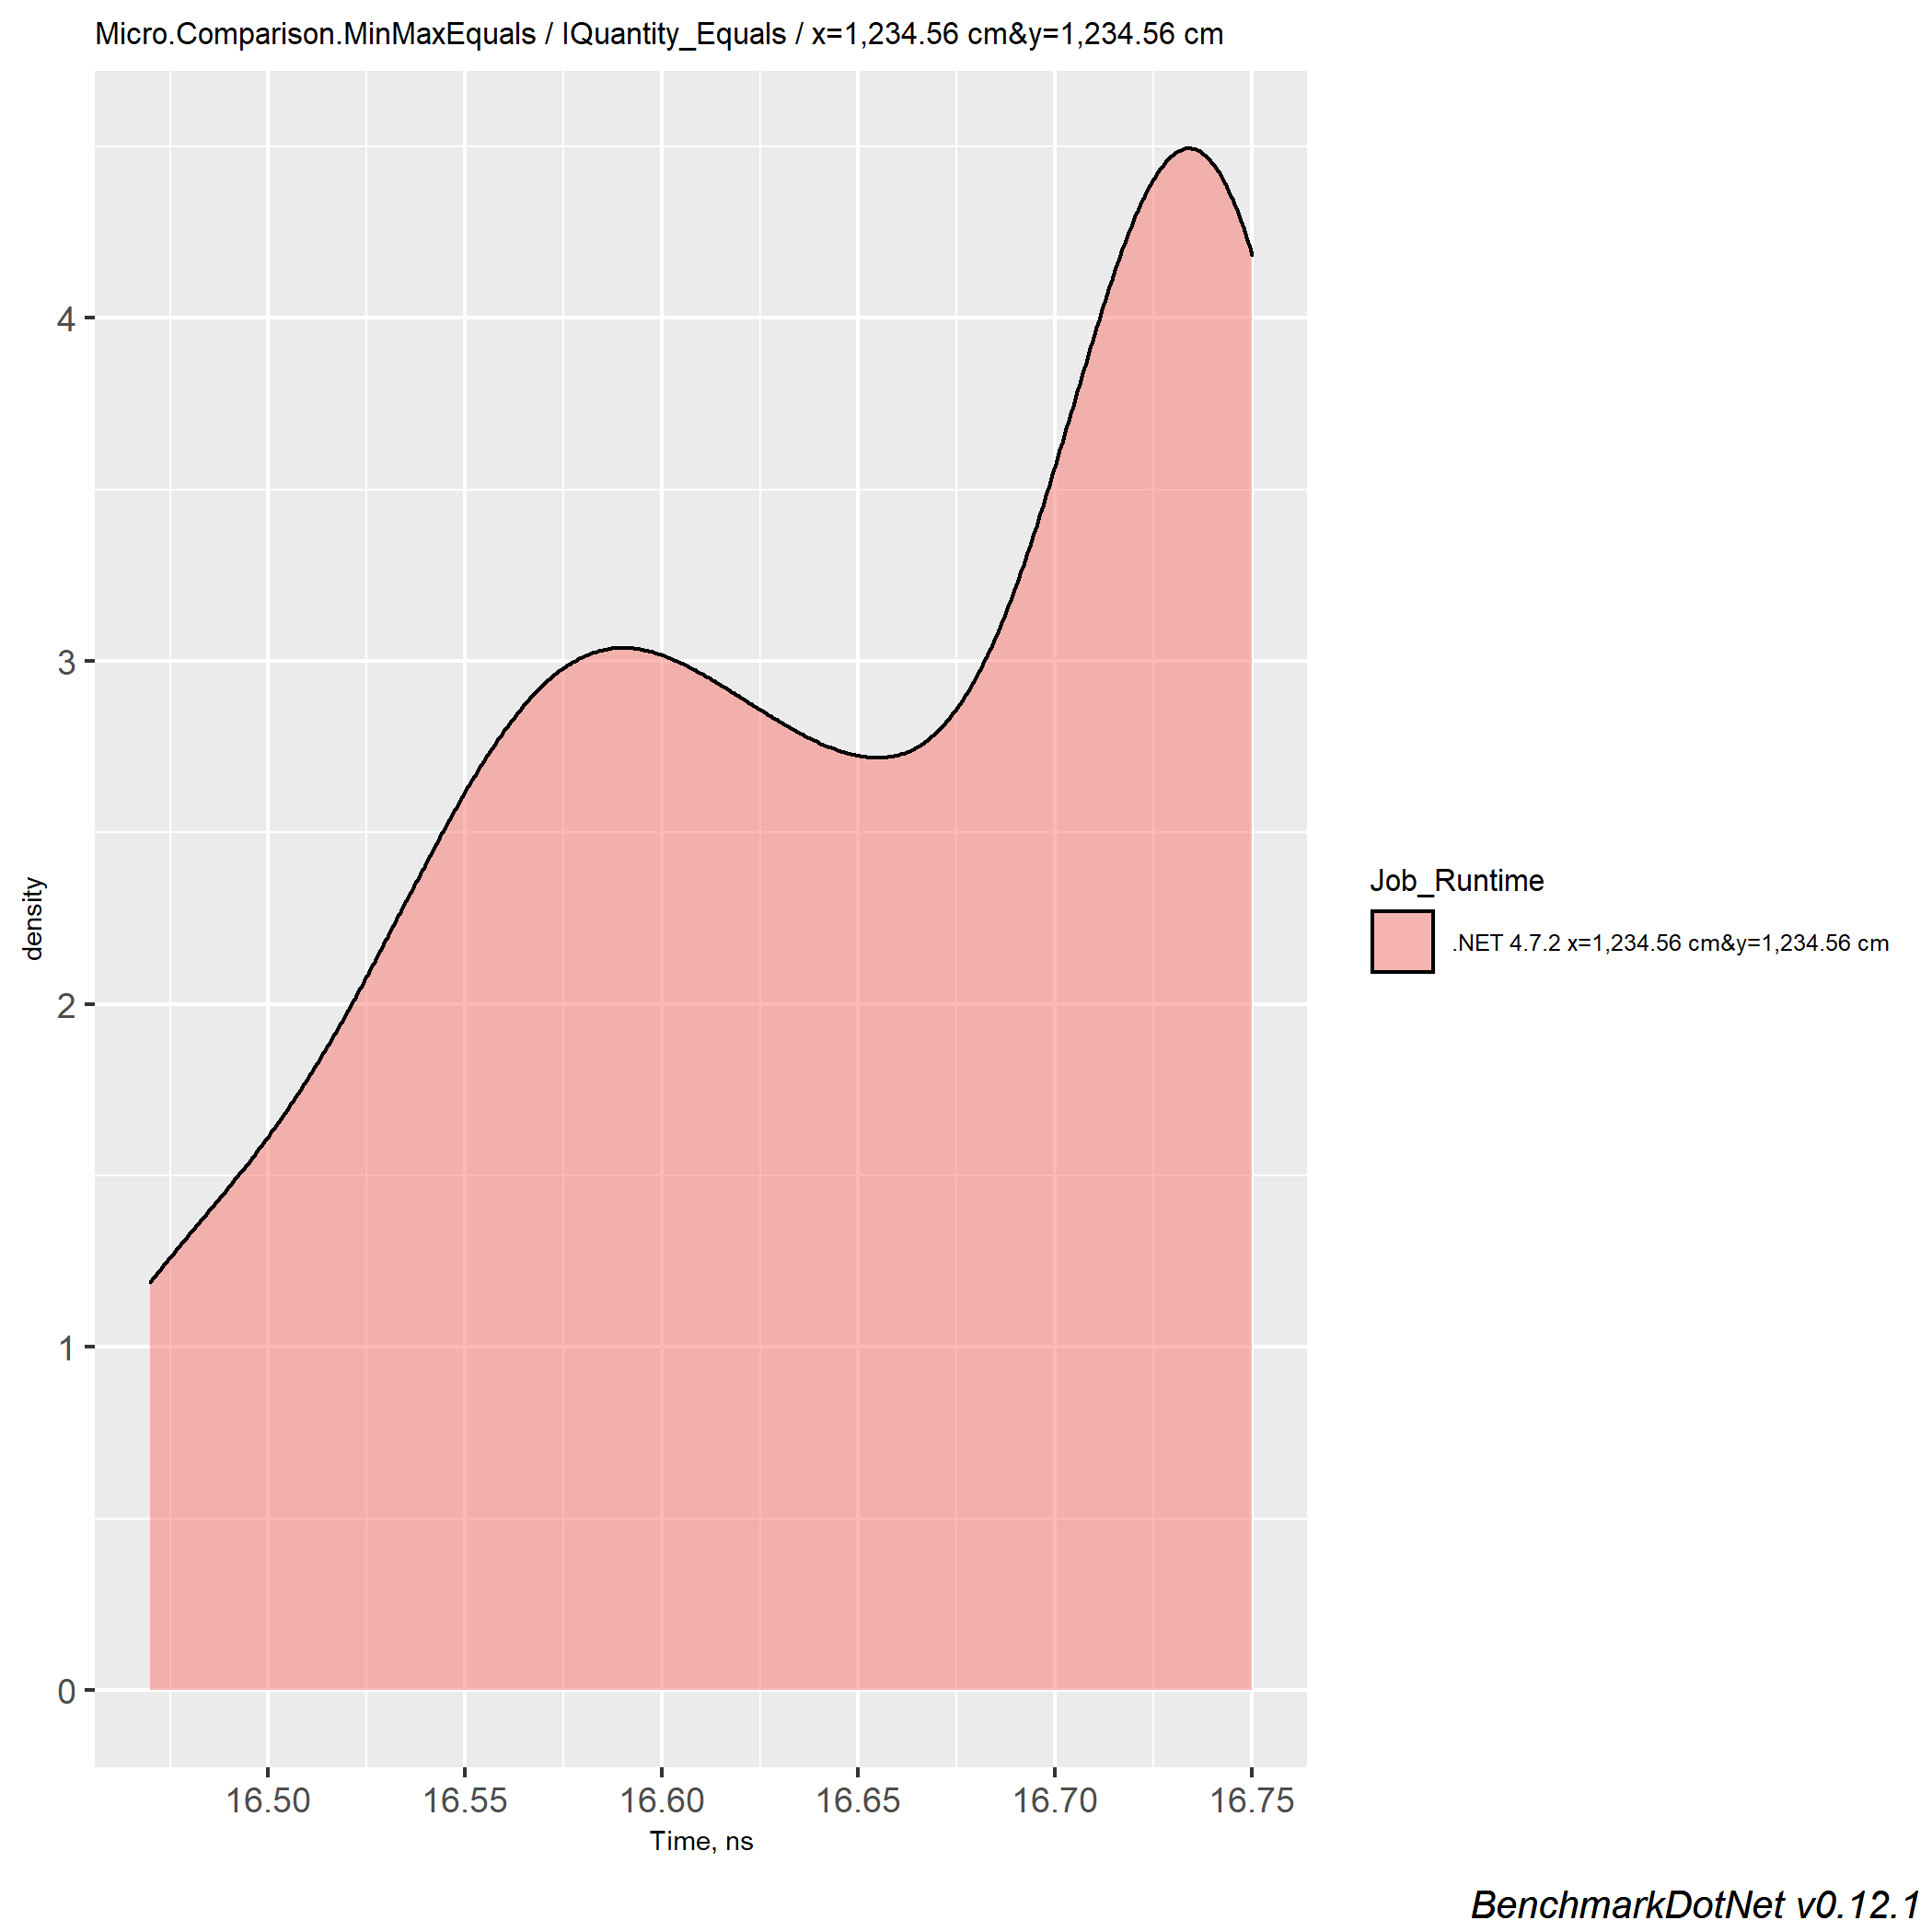 Micro.Comparison.MinMaxEquals / IQuantity_Equals / x=1,234.56 cm&y=1,234.56 cm
4
3
2
1
0
density
16.50 16.55 16.60 16.65 16.70 16.75
Time, ns
Job_Runtime
.NET 4.7.2 x=1,234.56 cm&y=1,234.56 cm
BenchmarkDotNet v0.12.1